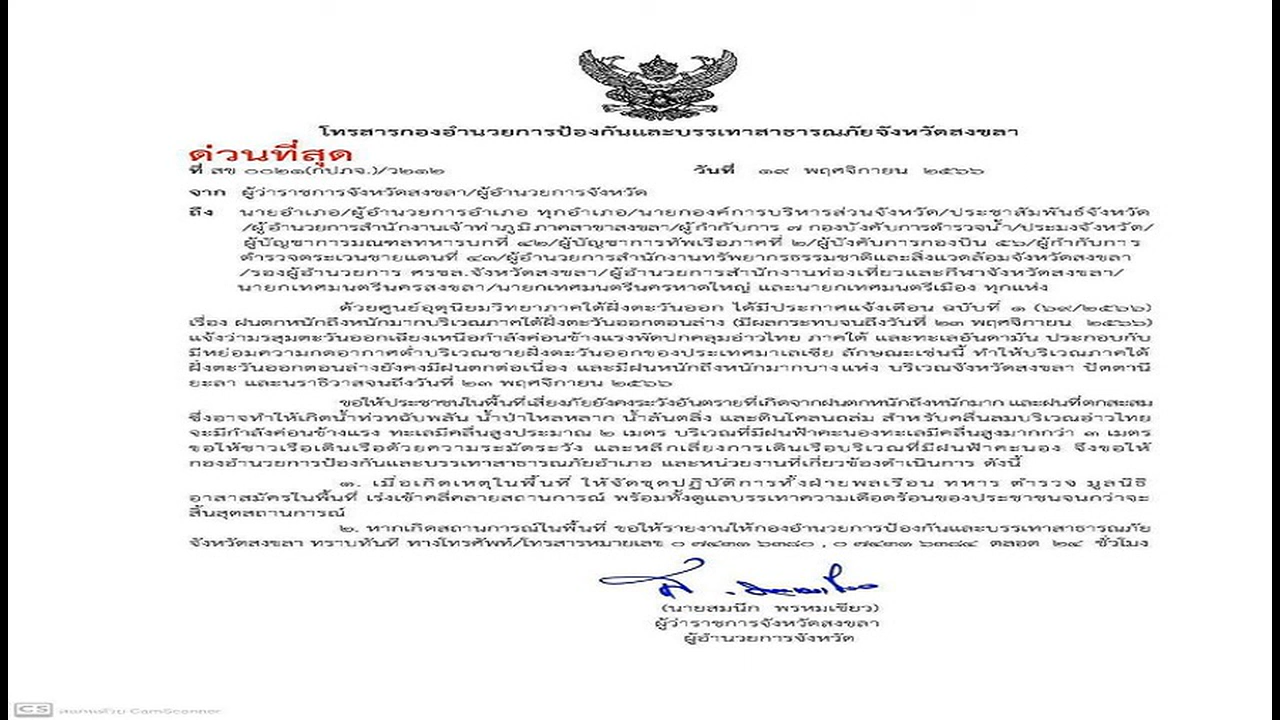 โทรสารกองอำนวยการป้องกันและบรรเทาสาธารณภัยจังหวัดสงขลา
ด่วนที่สุด
ที่ สข ๐๐๒๑(กปภจ.)/ว๒๑๒ วันที่ ๑๙ พฤศจิกายน ๒๕๖๖
จาก ผู้ว่าราชการจังหวัดสงขลา/ผู้อำนวยการจังหวัด
ถึง นายอำเภอ/ผู้อำนวยการอำเภอ ทุกอำเภอ/นายกองค์การบริหารส่วนจังหวัด/ประชาสัมพันธ์จังหวัด
/ผู้อำนวยการสำนักงานเจ้าท่าภูมิภาคสาขาสงขลา/ผู้กำกับการ ๗ กองบังคับการตำรวจน้ำ/ประมงจังหวัด/
ผู้บัญชาการมณฑลทหารบกที่ ๔๒/ผู้บัญชาการทัพเรือภาคที่ ๒/ผู้บังคับการกองบิน ๕๖/ผู้กำกับการ
ตำรวจตระเวนชายแดนที่ ๔๓/ผู้อำนวยการสำนักงานทรัพยากรธรรมชาติและสิ่งแวดล้อมจังหวัดสงขลา
/รองผู้อำนวยการ ศรชล.จังหวัดสงขลา/ผู้อำนวยการสำนักงานท่องเที่ยวและกีฬาจังหวัดสงขลา/
นายกเทศมนตรีนครสงขลา/นายกเทศมนตรีนครหาดใหญ่ และนายกเทศมนตรีเมือง ทุกแห่ง
ด้วยศูนย์อุตุนิยมวิทยาภาคใต้ฝั่งตะวันออก ได้มีประกาศแจ้งเตือน ฉบับที่ ๑ (๖๙/๒๕๖๖)
เรื่อง ฝนตกหนักถึงหนักมากบริเวณภาคใต้ฝั่งตะวันออกตอนล่าง (มีผลกระทบจนถึงวันที่ ๒๓ พฤศจิกายน ๒๕๖๖)
แจ้งว่ามรสุมตะวันออกเฉียงเหนือกำลังค่อนข้างแรงพัดปกคลุมอ่าวไทย ภาคใต้ และทะเลอันดามัน ประกอบกับ
มีหย่อมความกดอากาศต่ำบริเวณชายฝั่งตะวันออกของประเทศมาเลเซีย ลักษณะเช่นนี้ ทำให้บริเวณภาคใต้
ฝั่งตะวันออกตอนล่างยังคงมีฝนตกต่อเนื่อง และมีฝนหนักถึงหนักมากบางแห่ง บริเวณจังหวัดสงขลา ปัตตานี
ยะลา และนราธิวาสจนถึงวันที่ ๒๓ พฤศจิกายน ๒๕๖๖
ขอให้ประชาชนในพื้นที่เสี่ยงภัยยังคงระวังอันตรายที่เกิดจากฝนตกหนักถึงหนักมาก และฝนที่ตกสะสม
ซึ่งอาจทำให้เกิดน้ำท่วมฉับพลัน น้ำป่าไหลหลาก น้ำล้นตลิ่ง และดินโคลนถล่ม สำหรับคลื่นลมบริเวณอ่าวไทย
จะมีกำลังค่อนข้างแรง ทะเลมีคลื่นสูงประมาณ ๒ เมตร บริเวณที่มีฝนฟ้าคะนองทะเลมีคลื่นสูงมากกว่า ๓ เมตร
ขอให้ชาวเรือเดินเรือด้วยความระมัดระวัง และหลีกเลี่ยงการเดินเรือบริเวณที่มีฝนฟ้าคะนอง จึงขอให้
กองอำนวยการป้องกันและบรรเทาสาธารณภัยอำเภอ และหน่วยงานที่เกี่ยวข้องดำเนินการ ดังนี้
๑. เมื่อเกิดเหตุในพื้นที่ ให้จัดชุดปฏิบัติการทั้งฝ่ายพลเรือน ทหาร ตำรวจ มูลนิธิ
อาสาสมัครในพื้นที่ เร่งเข้าคลี่คลายสถานการณ์ พร้อมทั้งดูแลบรรเทาความเดือดร้อนของประชาชนจนกว่าจะ
สิ้นสุดสถานการณ์
๒. หากเกิดสถานการณ์ในพื้นที่ ขอให้รายงานให้กองอำนวยการป้องกันและบรรเทาสาธารณภัย
จังหวัดสงขลา ทราบทันที ทางโทรศัพท์/โทรสารหมายเลข ๐ ๗๔๓๑ ๖๓๘๐ , ๐ ๗๔๓๑ ๖๓๘๔ ตลอด ๒๔ ชั่วโมง
(นายสมนึก พรหมเขียว)
ผู้ว่าราชการจังหวัดสงขลา
ผู้อำนวยการจังหวัด
CS สแกนด้วย CamScanner